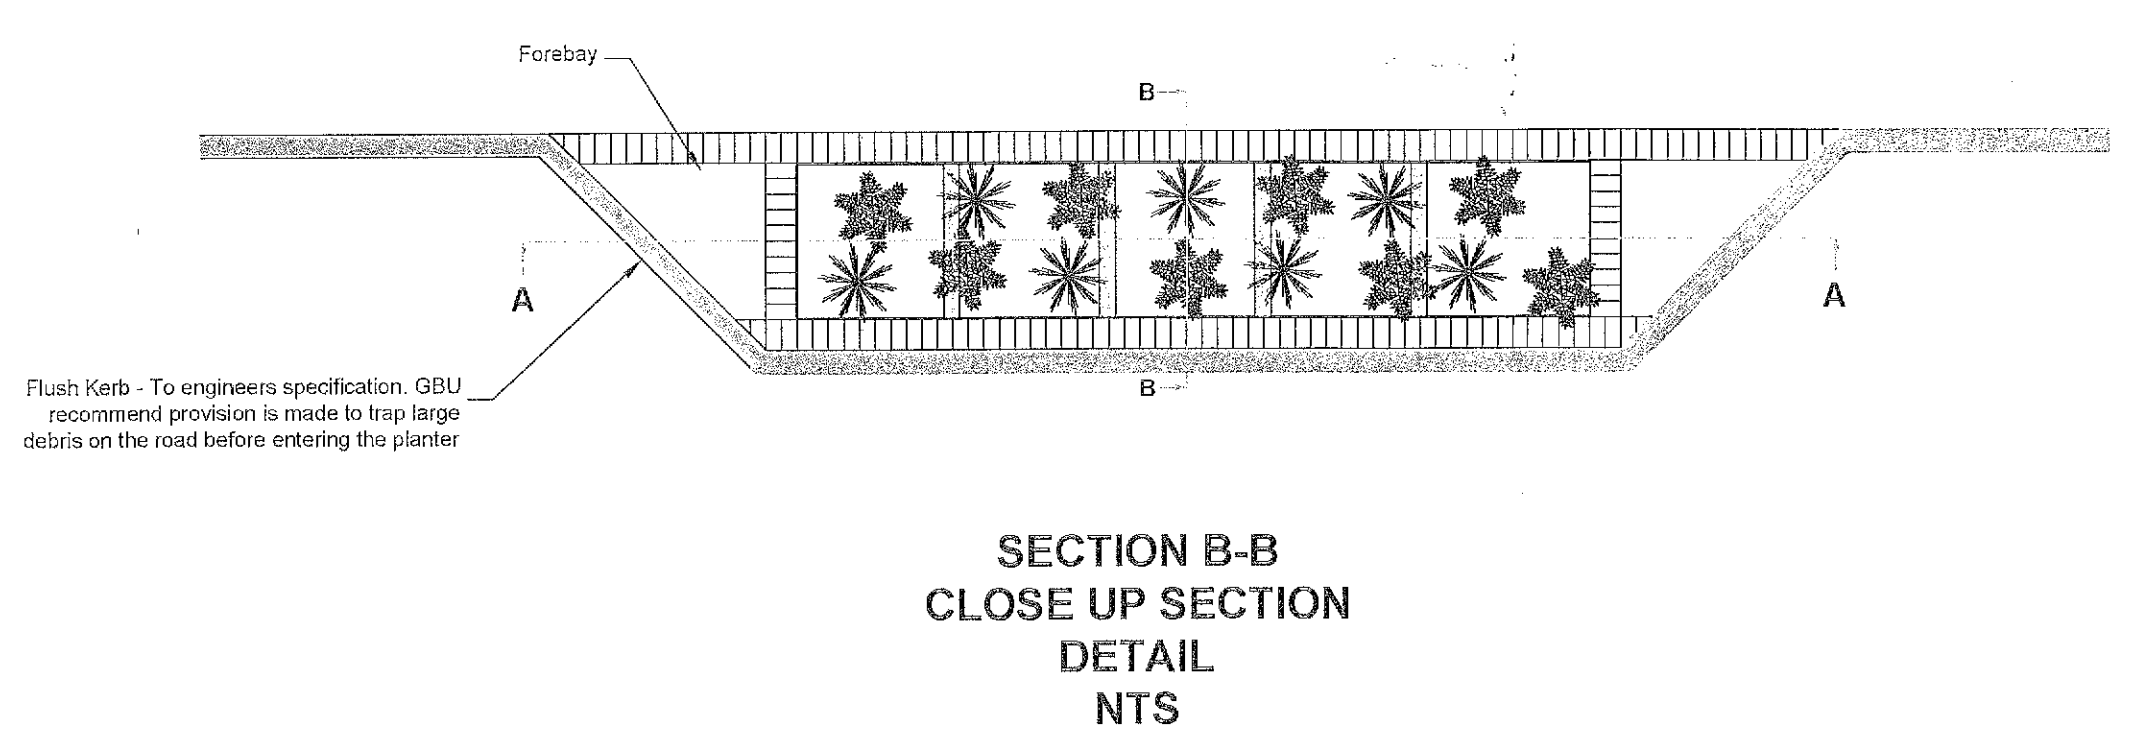 Forebay
B
A
A
Flush Kerb - To engineers specification. GBU
recommend provision is made to trap large
debris on the road before entering the planter
B
SECTION B-B
CLOSE UP SECTION
DETAIL
NTS